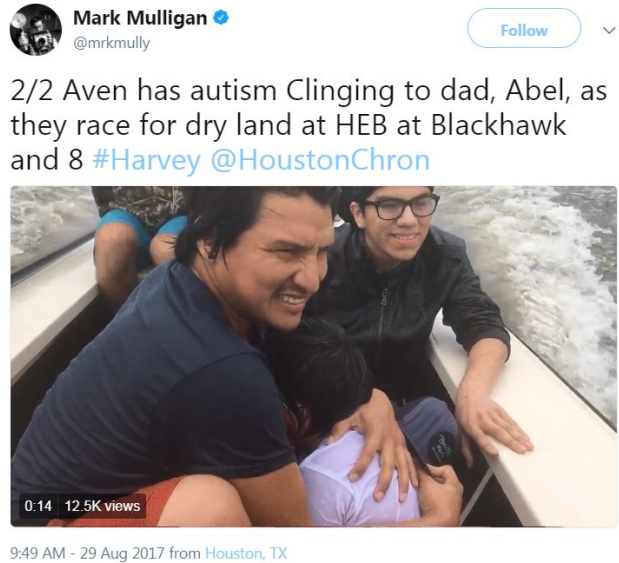 Mark Mulligan
@mrkmully
Follow
2/2 Aven has autism Clinging to dad, Abel, as
they race for dry land at HEB at Blackhawk
and 8 #Harvey @HoustonChron
0:14 12.5K views
9:49 AM - 29 Aug 2017 from Houston, TX